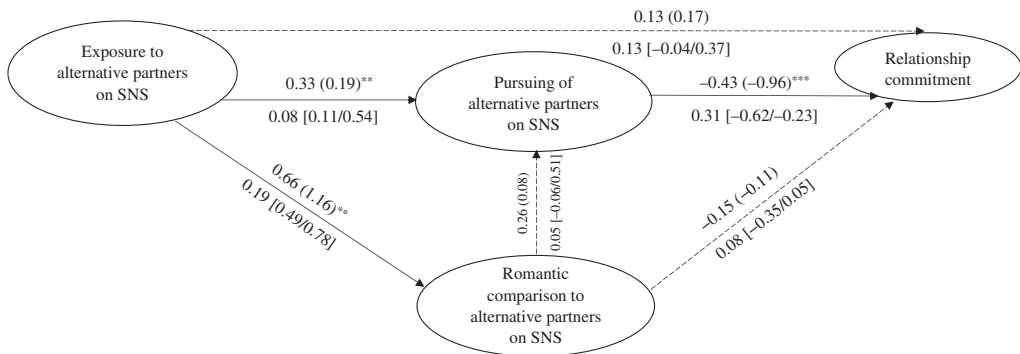 0.13 (0.17)
0.13 [−0.04/0.37]
Exposure to
alternative partners
on SNS
0.33 (0.19)**
0.08 [0.11/0.54]
Pursuing of
alternative partners
on SNS
−0.43 (−0.96)***
0.31 [−0.62/−0.23]
Relationship
commitment
0.66 (1.16)**
0.19 [0.49/0.78]
0.26 (0.08)
0.05 [−0.06/0.51]
−0.15 (−0.11)
0.08 [−0.35/0.05]
Romantic
comparison to
alternative partners
on SNS